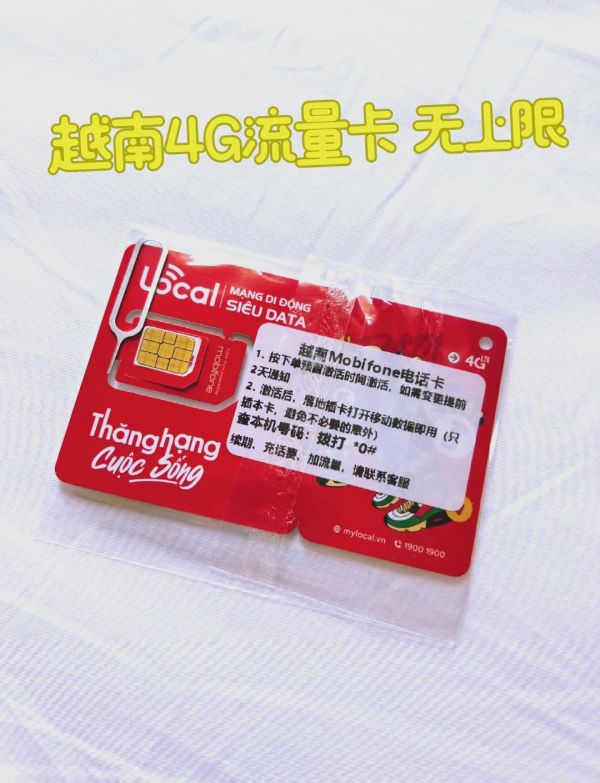 越南4G流量卡 无上限
Local
MẠNG DI ĐỘNG
SIÊU DATA
4G LTE
mobifone
越南Mobifone电话卡
1. 按下单预留激活时间激活，如需变更提前
2天通知
2. 激活后，落地插卡打开移动数据即用（只
插本卡，避免不必要的意外）
查本机号码：拨打 *0#
续期、充话费、加流量，请联系客服
Thănghạng
Cuộc Sống
mylocal.vn
1900 1900